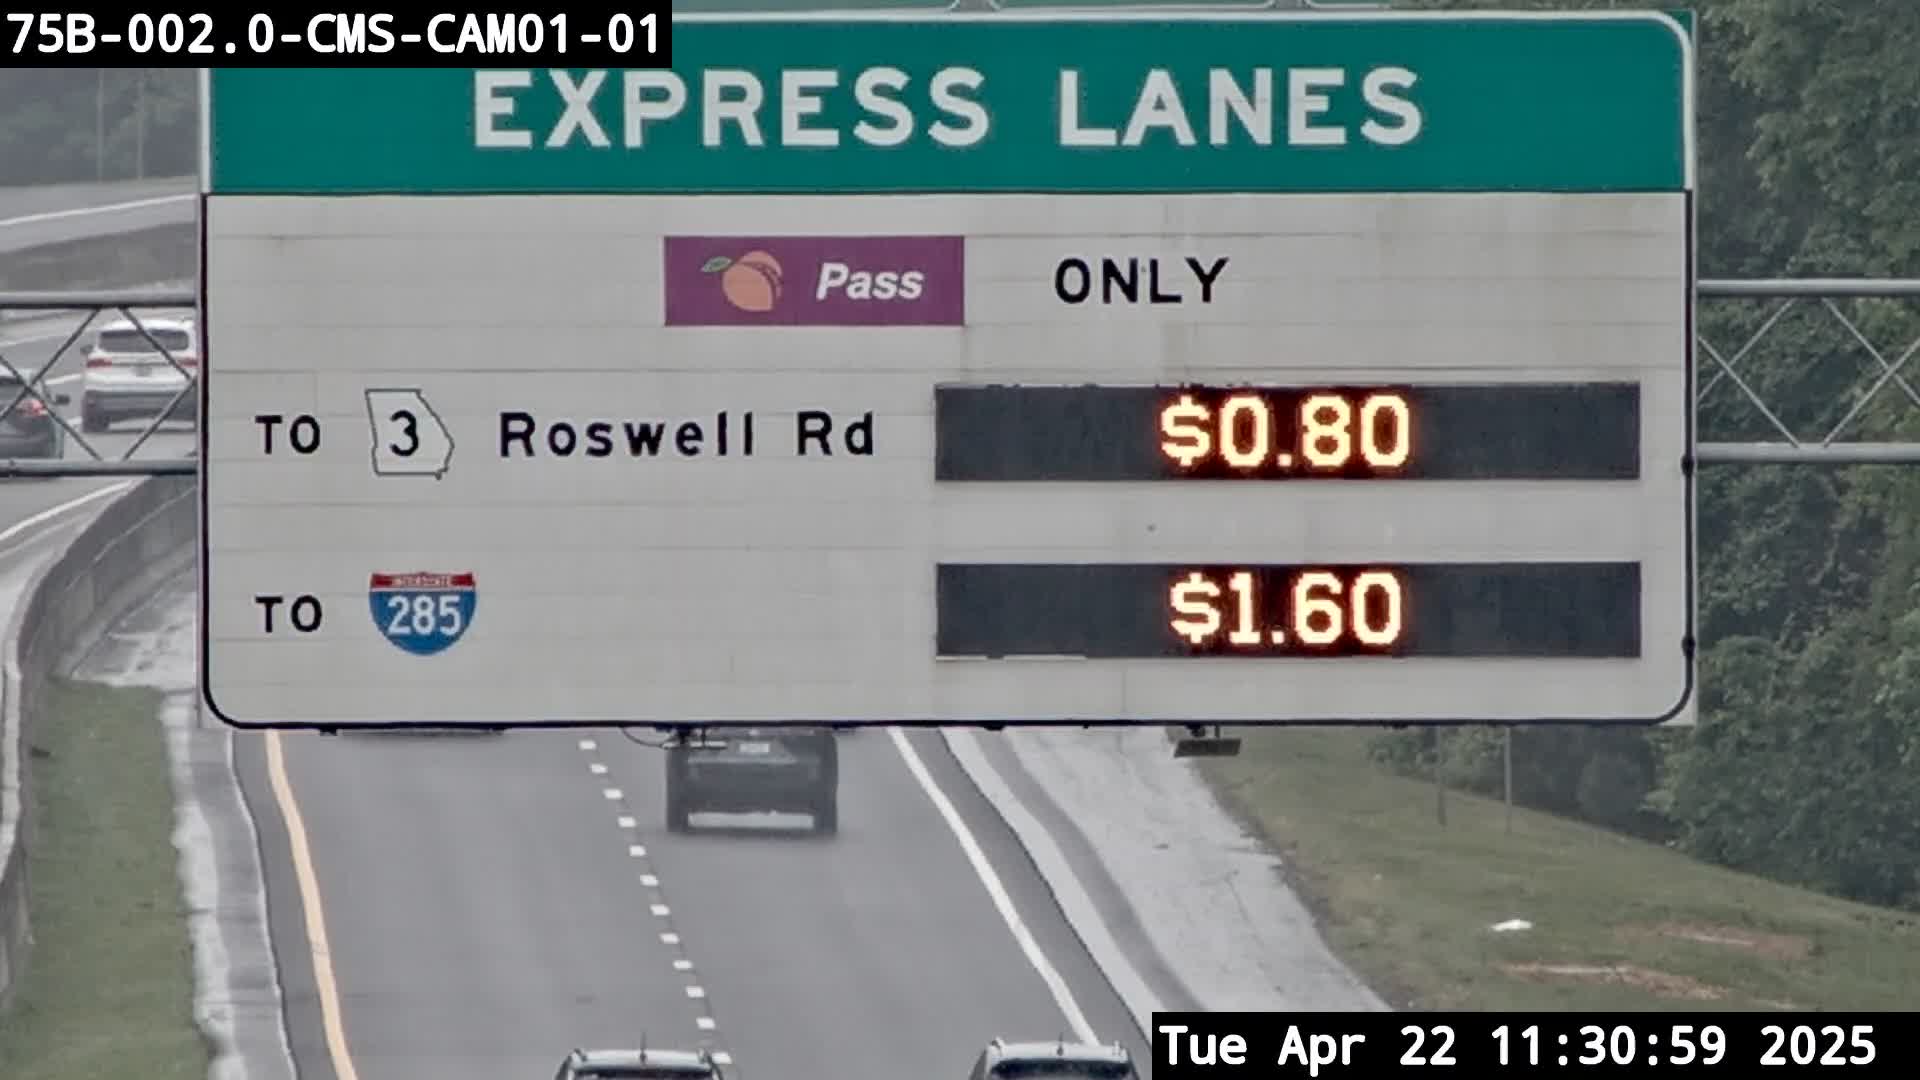 75B-002.0-CMS-CAM01-01
EXPRESS LANES
Pass ONLY
TO 3 Roswell Rd $0.80
TO 285 $1.60
Tue Apr 22 11:30:59 2025